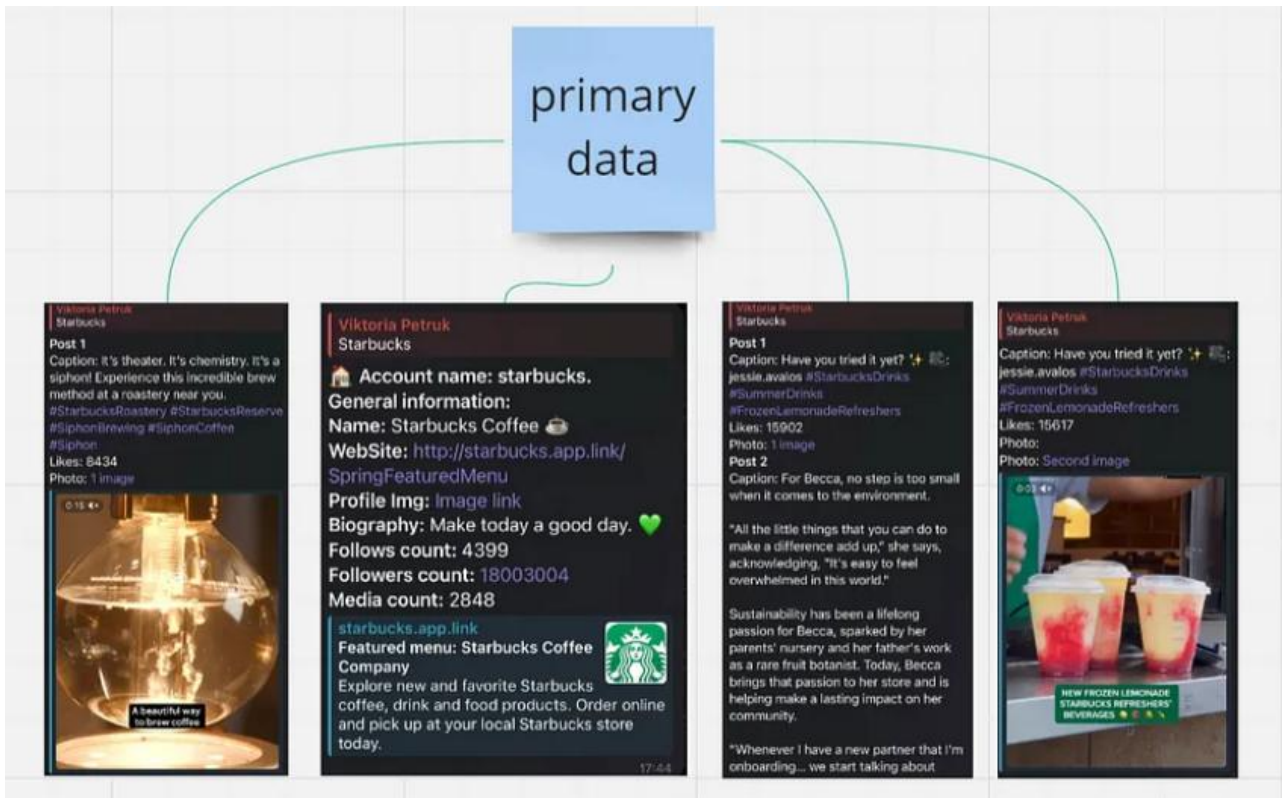 primary
data
Viktoria Petruk
Starbucks
Post 1
Caption: It's theater. It's chemistry. It's a
siphon! Experience this incredible brew
method at a roastery near you.
#StarbucksRoastery #StarbucksReserve
#SiphonBrewing #SiphonCoffee
#Siphon
Likes: 8434
Photo: 1 image
0:15
A beautiful way
to brew coffee
Viktoria Petruk
Starbucks
🏠 Account name: starbucks.
General information:
Name: Starbucks Coffee ☕
WebSite: http://starbucks.app.link/
SpringFeaturedMenu
Profile Img: Image link
Biography: Make today a good day. 💚
Follows count: 4399
Followers count: 18003004
Media count: 2848
starbucks.app.link
Featured menu: Starbucks Coffee
Company
Explore new and favorite Starbucks
coffee, drink and food products. Order online
and pick up at your local Starbucks store
today.
17:44
Viktoria Petruk
Starbucks
Post 1
Caption: Have you tried it yet? ✨ :
jessie.avalos #StarbucksDrinks
#SummerDrinks
#FrozenLemonadeRefreshers
Likes: 15902
Photo: 1 image
Post 2
Caption: For Becca, no step is too small
when it comes to the environment.
"All the little things that you can do to
make a difference add up," she says,
acknowledging, "It's easy to feel
overwhelmed in this world."
Sustainability has been a lifelong
passion for Becca, sparked by her
parents' nursery and her father's work
as a rare fruit botanist. Today, Becca
brings that passion to her store and is
helping make a lasting impact on her
community.
"Whenever I have a new partner that I'm
onboarding... we start talking about
Viktoria Petruk
Starbucks
Caption: Have you tried it yet? ✨ :
jessie.avalos #StarbucksDrinks
#SummerDrinks
#FrozenLemonadeRefreshers
Likes: 15617
Photo:
Photo: Second image
0:03
NEW FROZEN LEMONADE
STARBUCKS REFRESHERS'
BEVERAGES